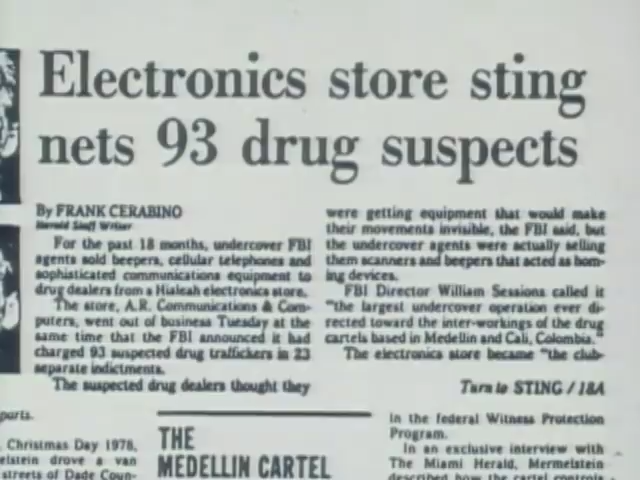 Electronics store sting
nets 93 drug suspects
By FRANK CERABINO
Herald Staff Writer
For the past 18 months, undercover FBI
agents sold beepers, cellular telephones and
sophisticated communications equipment to
drug dealers from a Hialeah electronics store.
The store, A.R. Communications & Com-
puters, went out of business Tuesday at the
same time that the FBI announced it had
charged 93 suspected drug traffickers in 23
separate indictments.
The suspected drug dealers thought they
were getting equipment that would make
their movements invisible, the FBI said, but
the undercover agents were actually selling
them scanners and beepers that acted as hom-
ing devices.
FBI Director William Sessions called it
"the largest undercover operation ever di-
rected toward the inter-workings of the drug
cartels based in Medellin and Cali, Colombia."
The electronics store became "the club-
Turn to STING / 18A
parts.
Christmas Day 1978,
elstein drove a van
streets of Dade Coun-
THE
MEDELLIN CARTEL
in the federal Witness Protection
Program.
In an exclusive interview with
The Miami Herald, Mermelstein
described how the cartel controls